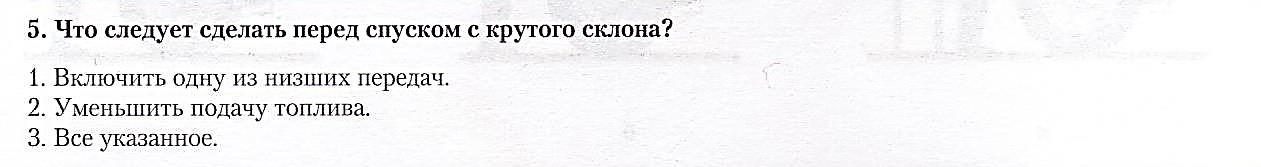 5. Что следует сделать перед спуском с крутого склона?
1. Включить одну из низших передач.
2. Уменьшить подачу топлива.
3. Все указанное.